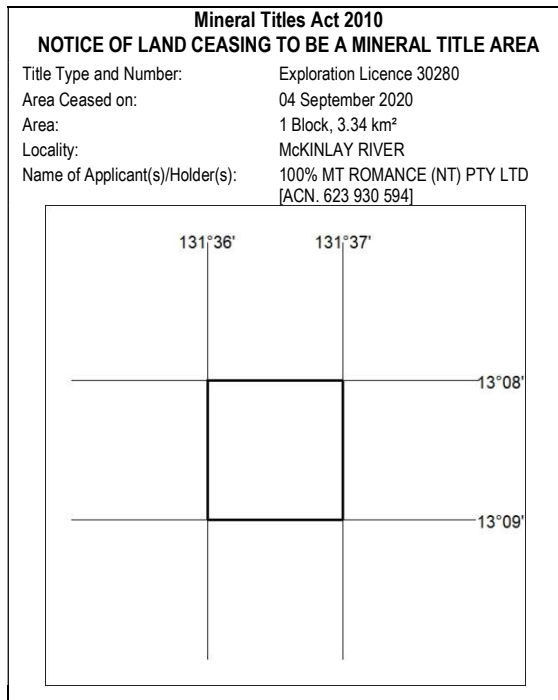 Mineral Titles Act 2010
NOTICE OF LAND CEASING TO BE A MINERAL TITLE AREA
Title Type and Number: Exploration Licence 30280
Area Ceased on: 04 September 2020
Area: 1 Block, 3.34 km²
Locality: McKINLAY RIVER
Name of Applicant(s)/Holder(s): 100% MT ROMANCE (NT) PTY LTD
[ACN. 623 930 594]
131°36' 131°37'
13°08'
13°09'